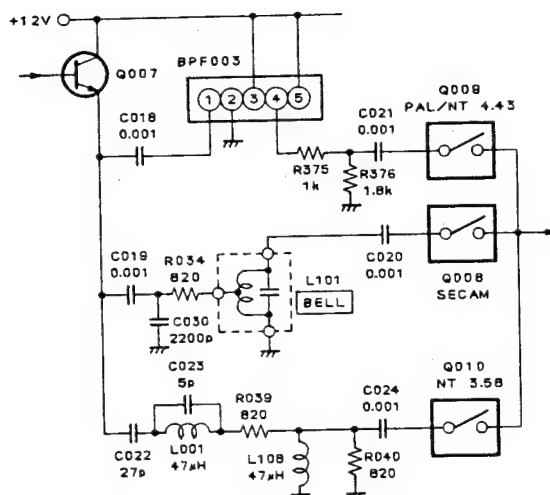 +12V
Q007
BPF003
1 2 3 4 5
C018
0.001
C021
0.001
Q009
PAL/NT 4.43
R375
1k
R376
1.8k
C019
0.001
R034
820
L101
BELL
C020
0.001
Q008
SECAM
C030
2200p
C023
5p
R039
820
C024
0.001
Q010
NT 3.58
C022
27p
L001
47µH
L108
47µH
R040
820